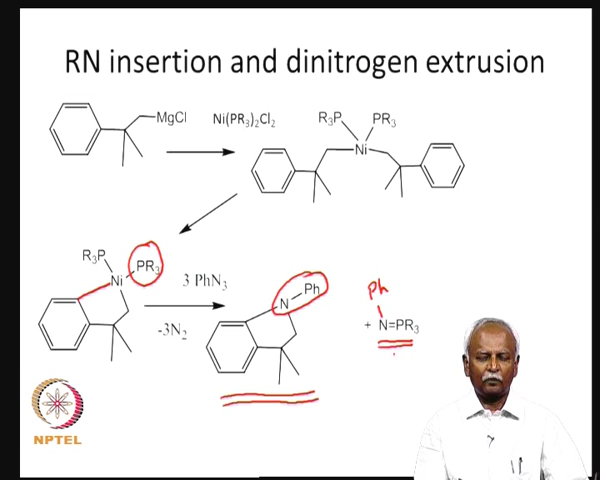 RN insertion and dinitrogen extrusion
MgCl
Ni(PR3)2Cl2
R3P PR3
Ni
R3P
PR3
Ni
3 PhN3
-3N2
N Ph
Ph
+ N=PR3
NPTEL